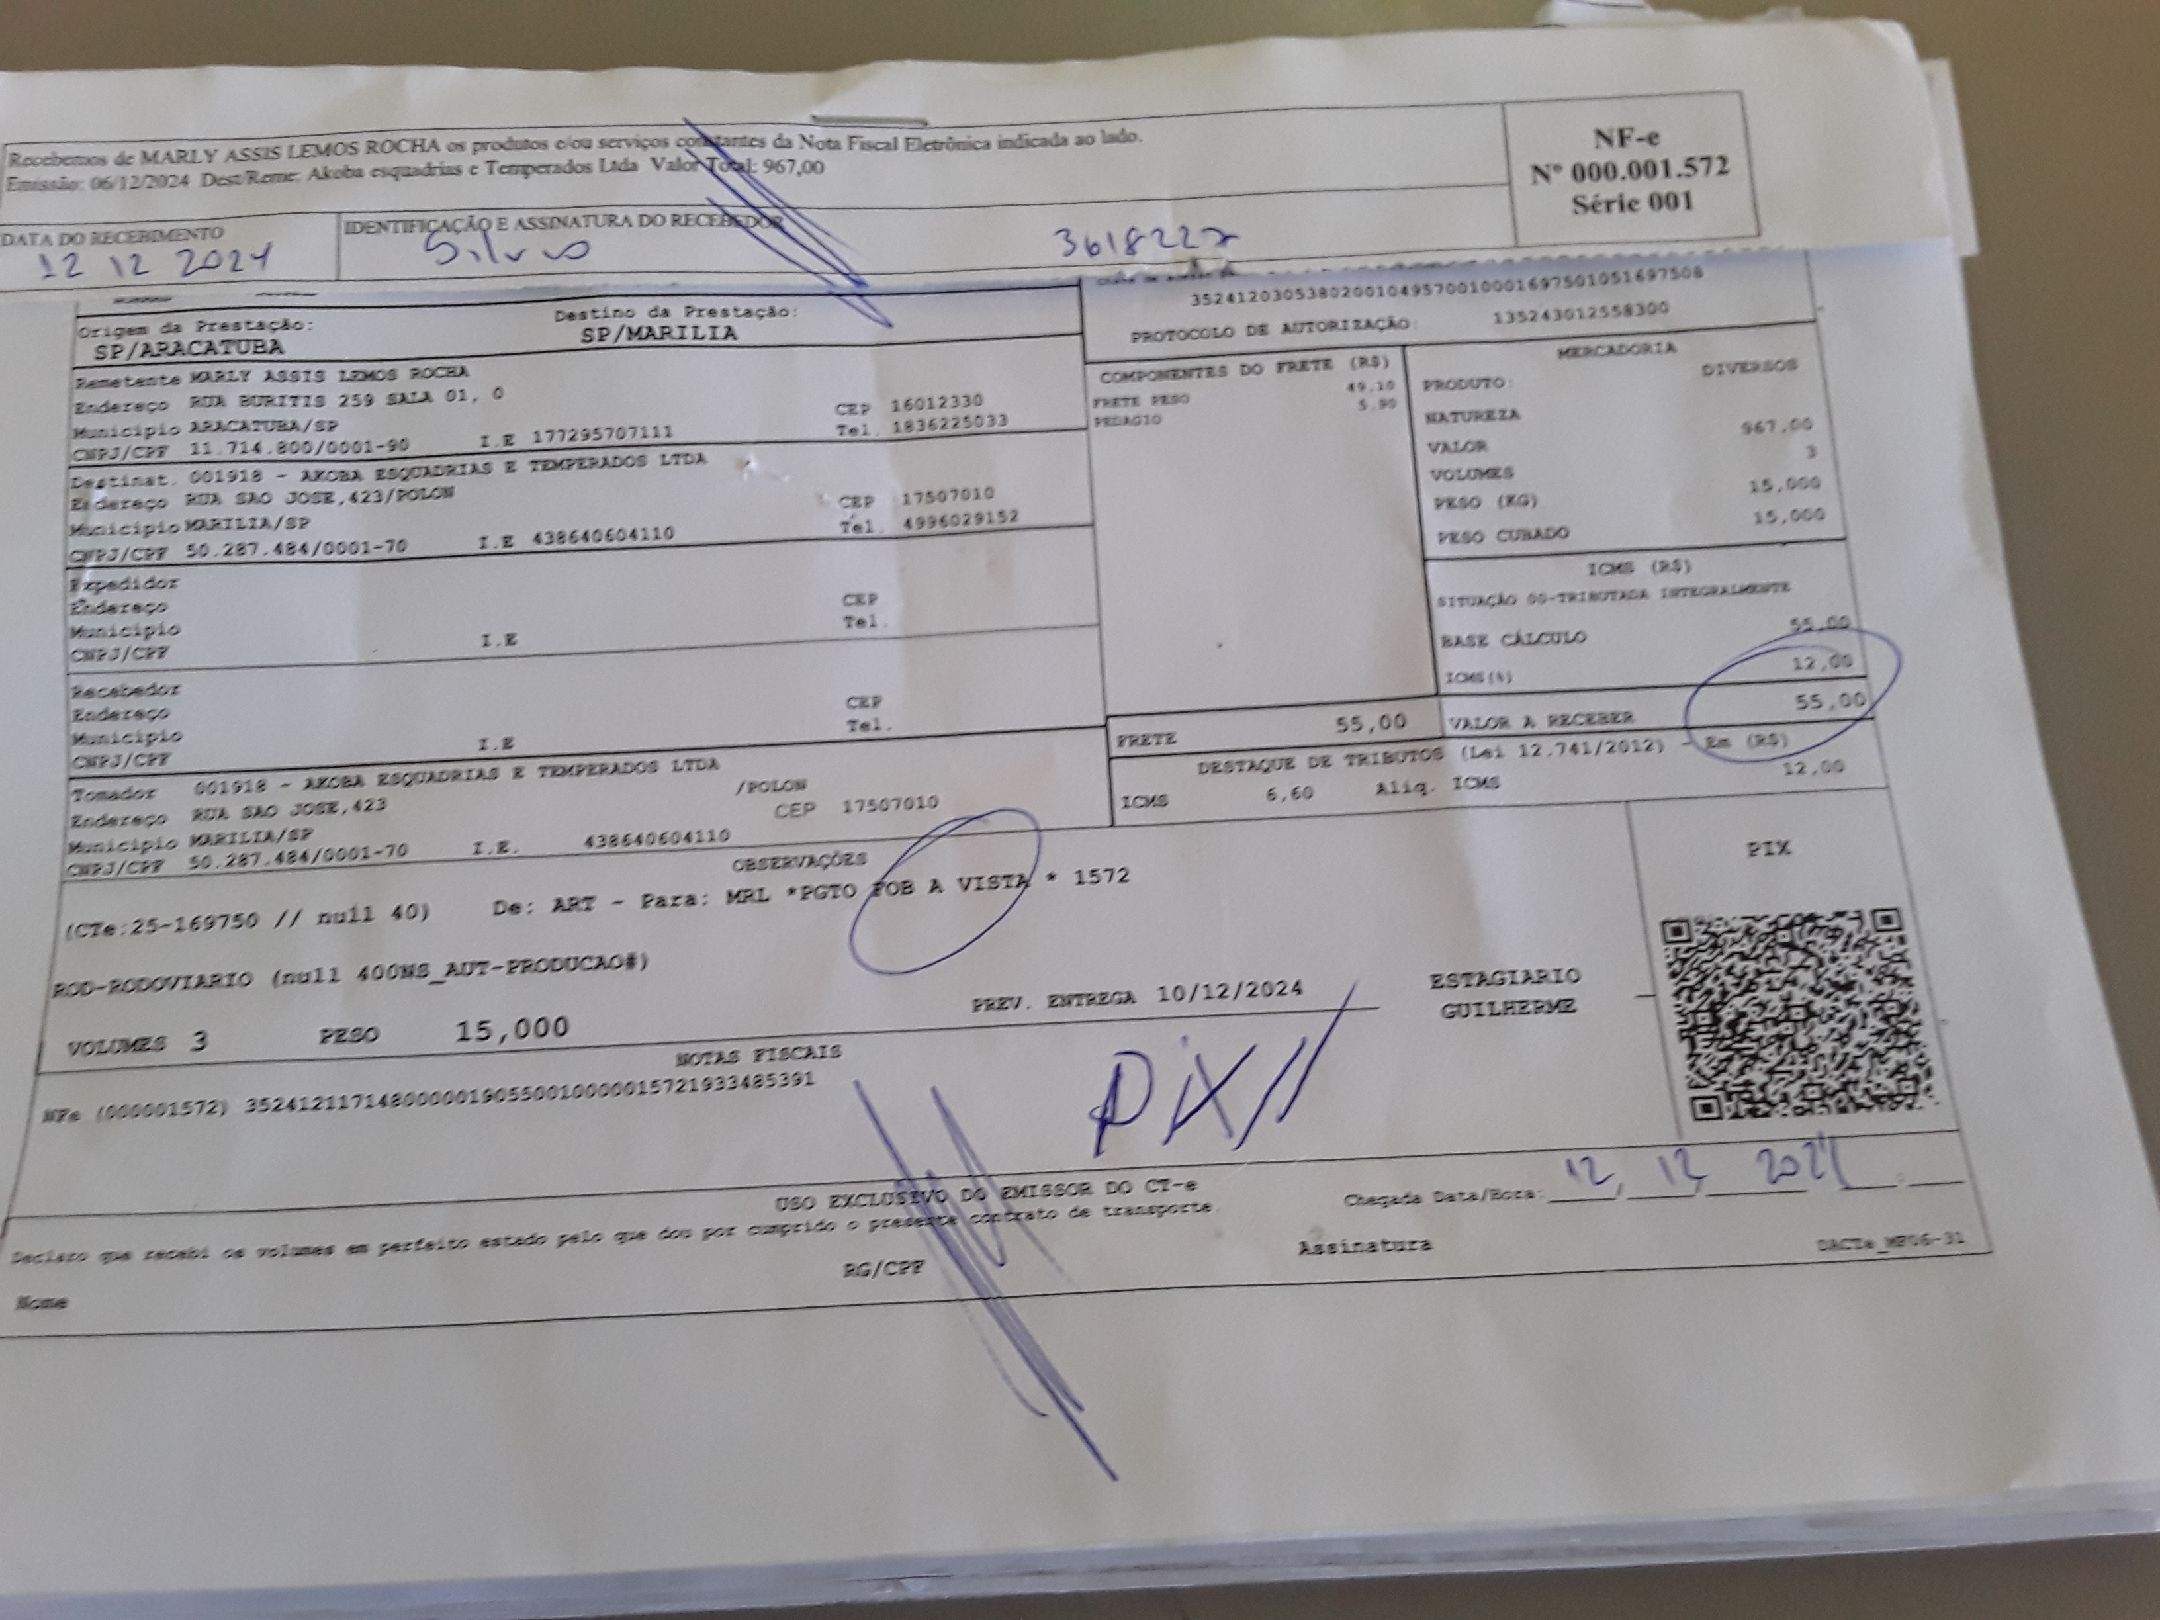 Recebemos de MARLY ASSIS LEMOS ROCHA os produtos e/ou serviços constantes da Nota Fiscal Eletrônica indicada ao lado.
Emissão: 06/12/2024 Dest/Reme: Akoba esquadrias e Temperados Ltda Valor Total: 967,00
NF-e
Nº 000.001.572
Série 001
DATA DO RECEBIMENTO
12 12 2024
IDENTIFICAÇÃO E ASSINATURA DO RECEBEDOR
Silvio
3618222
35241203053802001049570010001697501051697508
PROTOCOLO DE AUTORIZAÇÃO: 135243012558300
Origem da Prestação:
SP/ARACATUBA
Destino da Prestação:
SP/MARILIA
Remetente MARLY ASSIS LEMOS ROCHA
Endereço RUA BURITIS 259 SALA 01, 0
CEP 16012330
Município ARACATUBA/SP
Tel. 1836225033
CNPJ/CPF 11.714.800/0001-90 I.E 177295707111
Destinat. 001918 - AKOBA ESQUADRIAS E TEMPERADOS LTDA
Endereço RUA SAO JOSE,423/POLON
CEP 17507010
Município MARILIA/SP
Tel. 4996029152
CNPJ/CPF 50.287.484/0001-70 I.E 438640604110
Expedidor
Endereço CEP
Município Tel.
CNPJ/CPF I.E
Recebedor
Endereço CEP
Município Tel.
CNPJ/CPF I.E
Tomador 001918 - AKOBA ESQUADRIAS E TEMPERADOS LTDA
Endereço RUA SAO JOSE,423 /POLON
Município MARILIA/SP CEP 17507010
CNPJ/CPF 50.287.484/0001-70 I.E. 438640604110
COMPONENTES DO FRETE (R$)
FRETE PESO 49,10
PEDAGIO 5,90
FRETE 55,00
MERCADORIA
PRODUTO: DIVERSOS
NATUREZA
VALOR 967,00
VOLUMES 3
PESO (KG) 15,000
PESO CUBADO 15,000
ICMS (R$)
SITUAÇÃO 00-TRIBUTADA INTEGRALMENTE
BASE CÁLCULO 55,00
ICMS(%) 12,00
VALOR A RECEBER 55,00
DESTAQUE DE TRIBUTOS (Lei 12.741/2012) - Em (R$)
ICMS 6,60 Aliq. ICMS 12,00
OBSERVAÇÕES
(CTe:25-169750 // null 40) De: ART - Para: MRL *PGTO FOB A VISTA * 1572
ROD-RODOVIARIO (null 400NS_AUT-PRODUCAO#)
VOLUMES 3 PESO 15,000
PREV. ENTREGA 10/12/2024
ESTAGIARIO
GUILHERME
PIX
NOTAS FISCAIS
NFe (000001572) 35241211714800000190550010000015721933485391
PiX
USO EXCLUSIVO DO EMISSOR DO CT-e
Declaro que recebi os volumes em perfeito estado pelo que dou por cumprido o presente contrato de transporte.
Chegada Data/Hora: 12 / 12 / 2024 :
Nome
RG/CPF
Assinatura